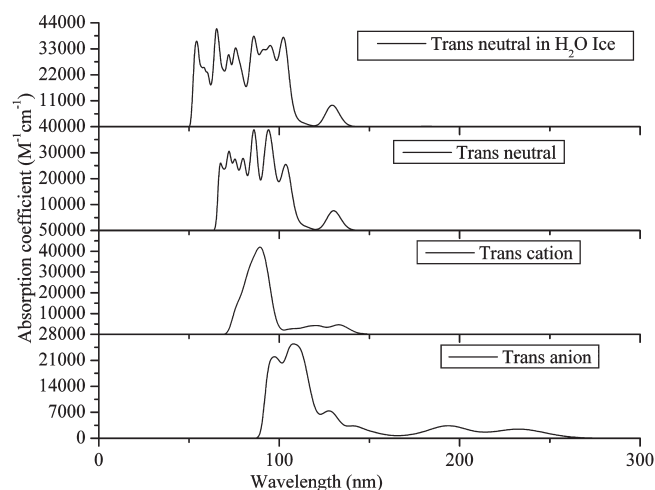 44000
33000
22000
11000
40000
30000
20000
10000
50000
40000
30000
20000
10000
28000
21000
14000
7000
0
Absorption coefficient (M⁻¹cm⁻¹)
Trans neutral in H₂O Ice
Trans neutral
Trans cation
Trans anion
0 100 200 300
Wavelength (nm)